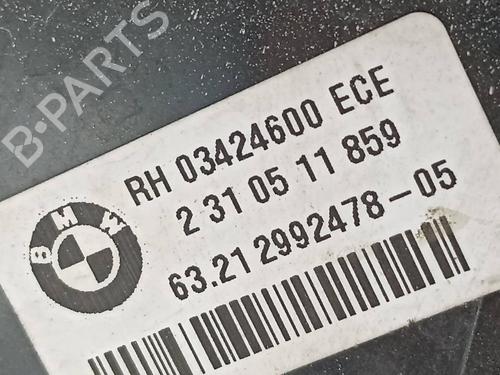 B-PARTS
RH 03424600 ECE
2 31 05 11 859
63.21 2992478-05
BMW